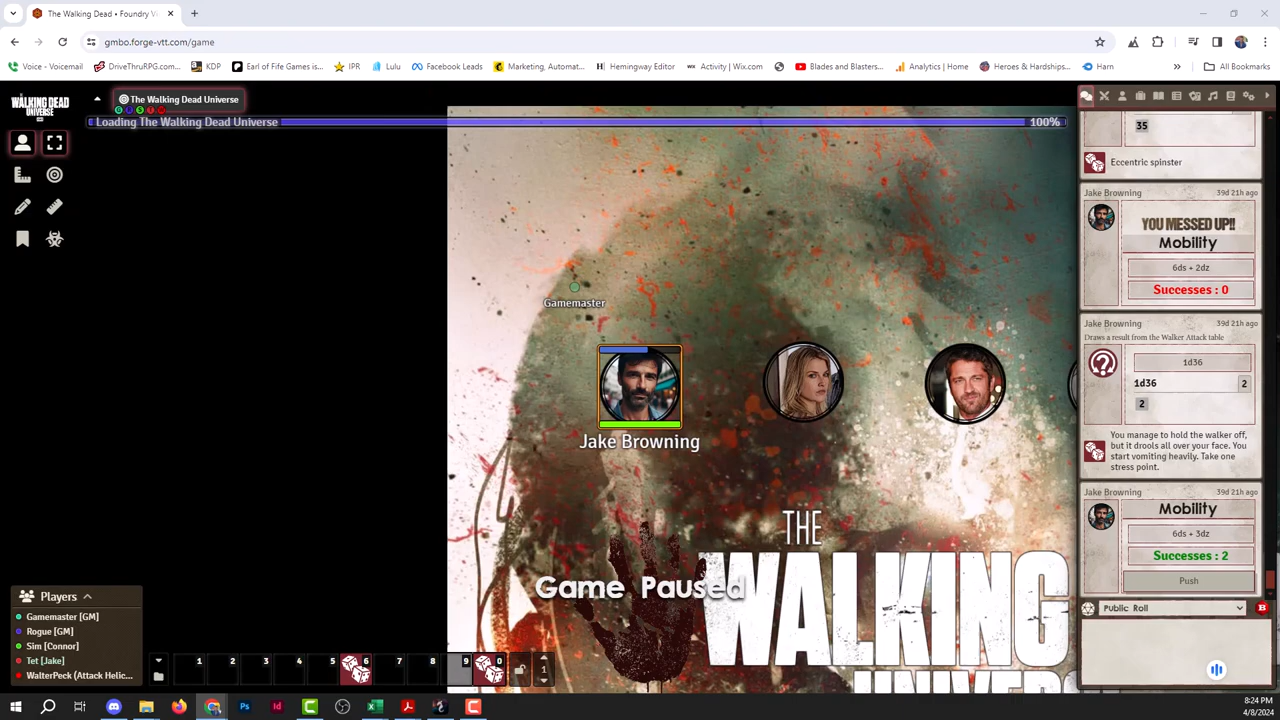 The Walking Dead • Foundry V
gmbo.forge-vtt.com/game
Voice - Voicemail
DriveThruRPG.com...
KDP
Earl of Fife Games is...
IPR
Lulu
Facebook Leads
Marketing, Automat...
Hemingway Editor
Activity | Wix.com
Blades and Blasters...
Analytics | Home
Heroes & Hardships...
Harn
All Bookmarks
WALKING DEAD
UNIVERSE
The Walking Dead Universe
Loading The Walking Dead Universe
100%
35
Eccentric spinster
Jake Browning
39d 21h ago
YOU MESSED UP!!
Mobility
6ds + 2dz
Successes : 0
Gamemaster
Jake Browning
39d 21h ago
Draws a result from the Walker Attack table
1d36
1d36
2
2
You manage to hold the walker off,
but it drools all over your face. You
start vomiting heavily. Take one
stress point.
Jake Browning
Jake Browning
39d 21h ago
Mobility
6ds + 3dz
Successes : 2
Push
THE
WALKING
UNIVERS
Game Paused
Public Roll
B
Players
Gamemaster [GM]
Rogue [GM]
Sim [Connor]
Tet [Jake]
WalterPeck (Attack Helic...
1
2
3
4
5
6
7
8
9
0
1
8:24 PM
4/8/2024